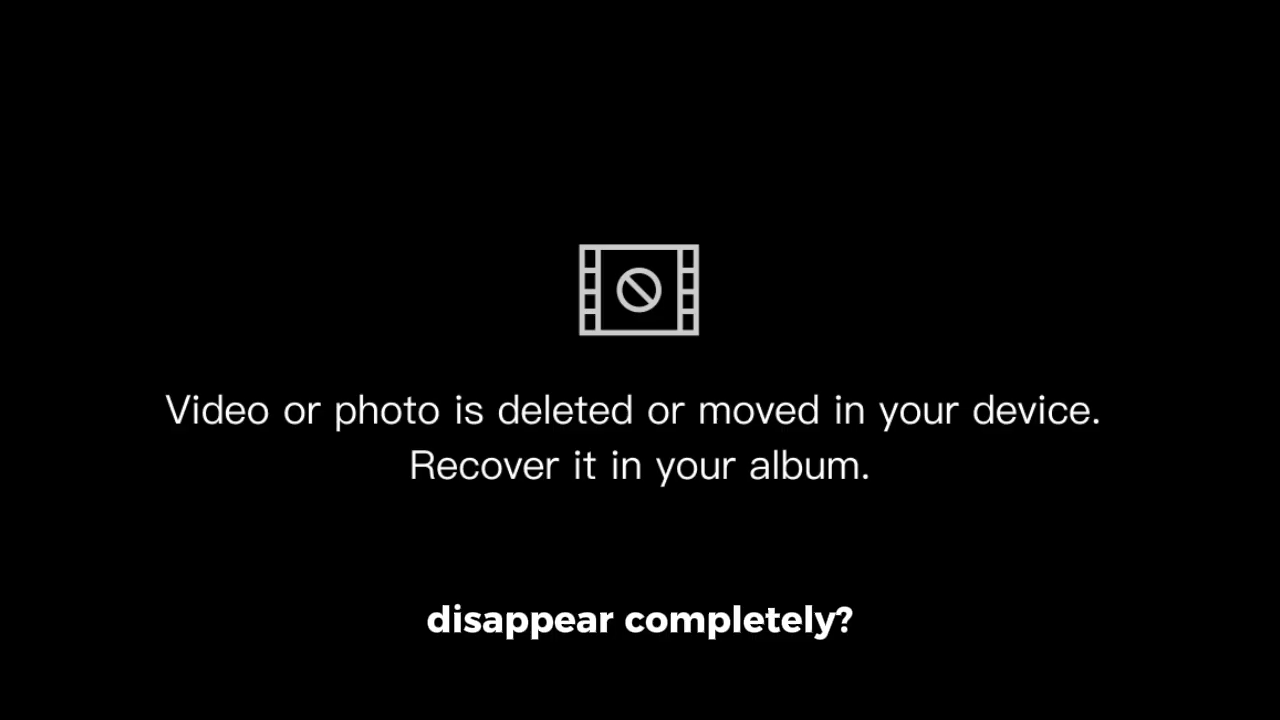 Video or photo is deleted or moved in your device.
Recover it in your album.
disappear completely?